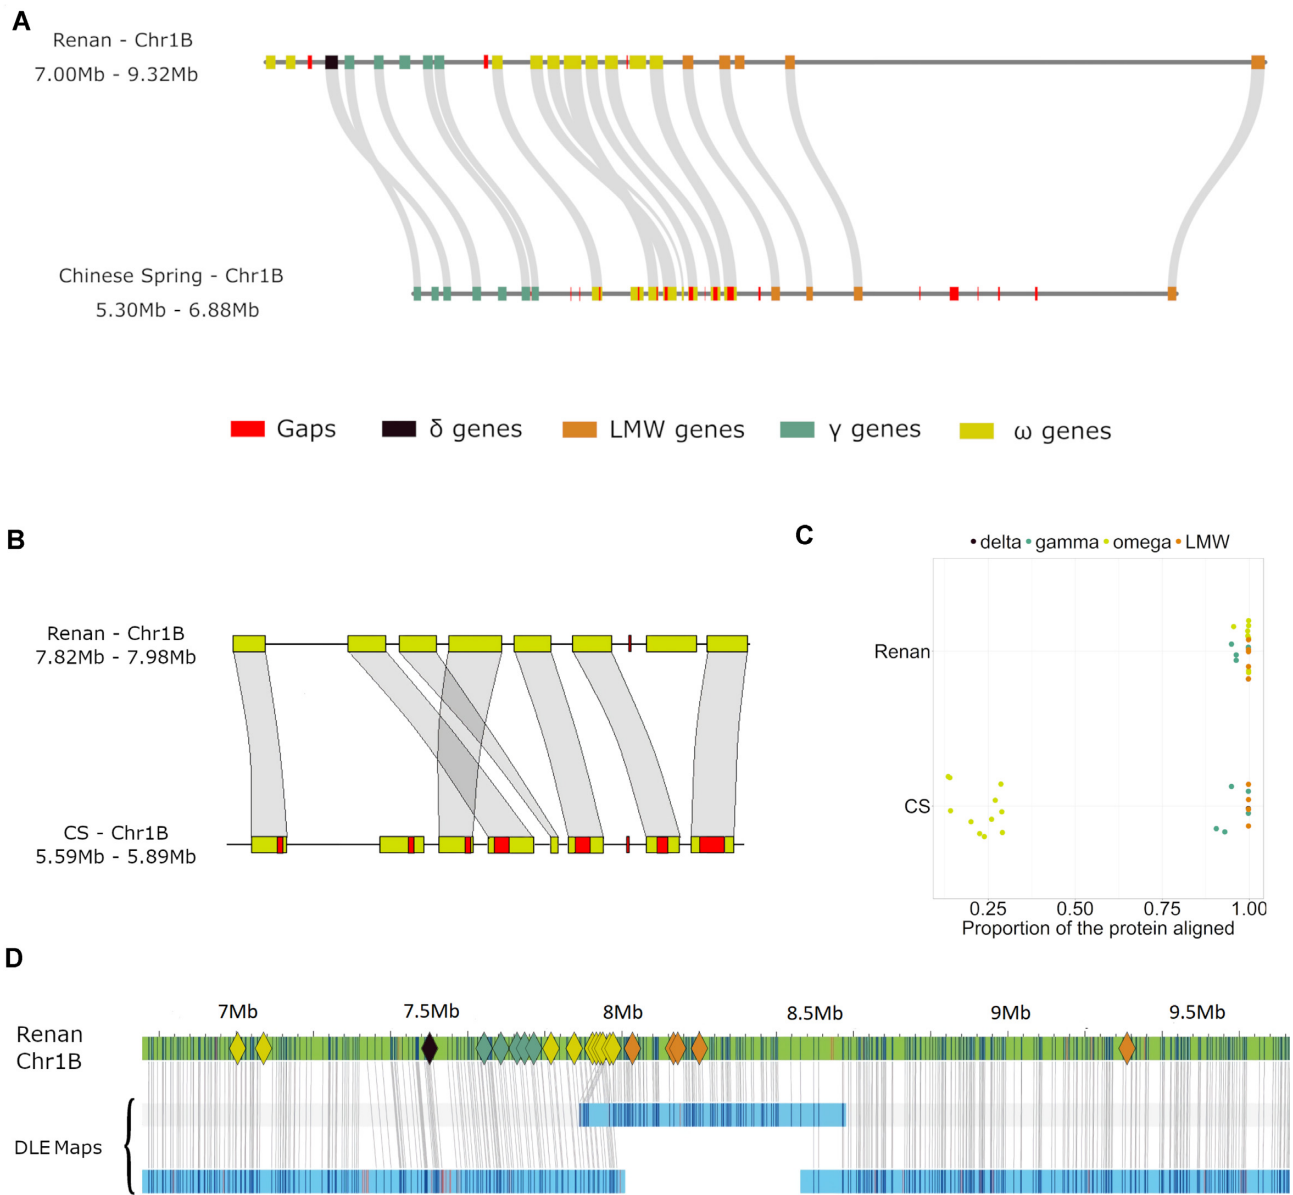 A
Renan - Chr1B
7.00Mb - 9.32Mb
Chinese Spring - Chr1B
5.30Mb - 6.88Mb
Gaps δ genes LMW genes γ genes ω genes
B
Renan - Chr1B
7.82Mb - 7.98Mb
CS - Chr1B
5.59Mb - 5.89Mb
C
delta gamma omega LMW
Renan
CS
0.25 0.50 0.75 1.00
Proportion of the protein aligned
D
7Mb 7.5Mb 8Mb 8.5Mb 9Mb 9.5Mb
Renan
Chr1B
DLE Maps